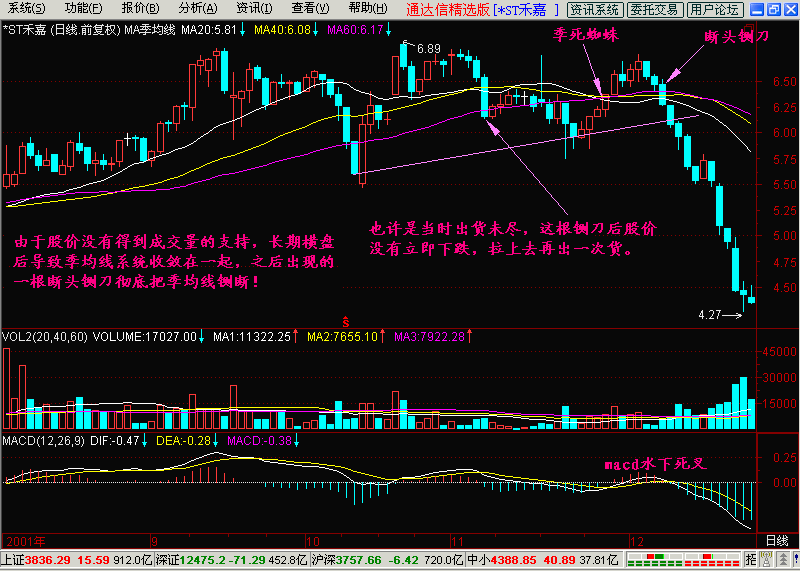 系统(S) 功能(F) 报价(B) 分析(A) 资讯(I) 查看(V) 帮助(H) 通达信精选版 [*ST禾嘉 ] 资讯系统 委托交易 用户论坛
*ST禾嘉 (日线.前复权) MA季均线 MA20:5.81↓ MA40:6.08↓ MA60:6.17↓
季死蜘蛛
断头铡刀
6.89
6.50
6.25
6.00
5.75
5.50
5.25
5.00
4.75
4.50
也许是当时出货未尽，这根铡刀后股价
没有立即下跌，拉上去再出一次货。
由于股价没有得到成交量的支持，长期横盘
后导致季均线系统收敛在一起，之后出现的
一根断头铡刀彻底把季均线铡断！
4.27→
S
VOL2(20,40,60) VOLUME:17027.00↓ MA1:11322.25↑ MA2:7655.10↑ MA3:7922.28↑
45000
30000
15000
MACD(12,26,9) DIF:-0.47↓ DEA:-0.28↓ MACD:-0.38↓
macd水下死叉
0.25
0.00
2001年 9 10 11 12 日线
上证3836.29 15.59 912.0亿 深证12475.2 -71.29 452.8亿 沪深3757.66 -6.42 720.0亿 中小4388.85 40.89 37.81亿 招